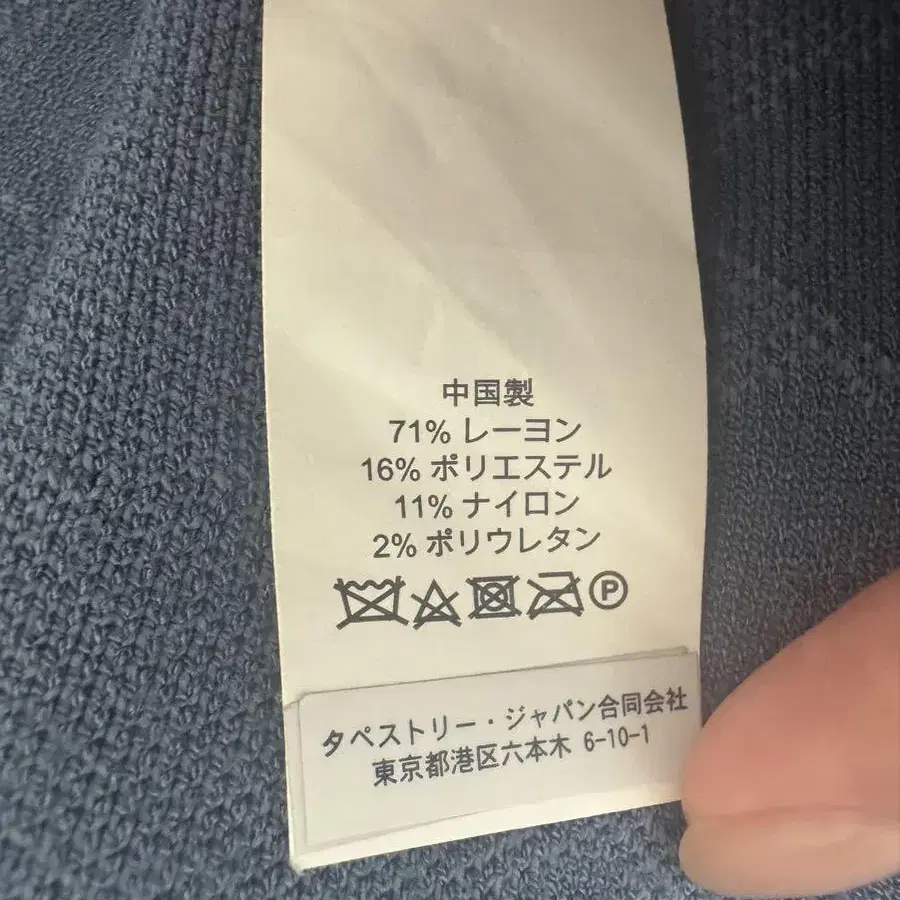 中国製
71% レーヨン
16% ポリエステル
11% ナイロン
2% ポリウレタン
P
タペストリー・ジャパン合同会社
東京都港区六本木 6-10-1